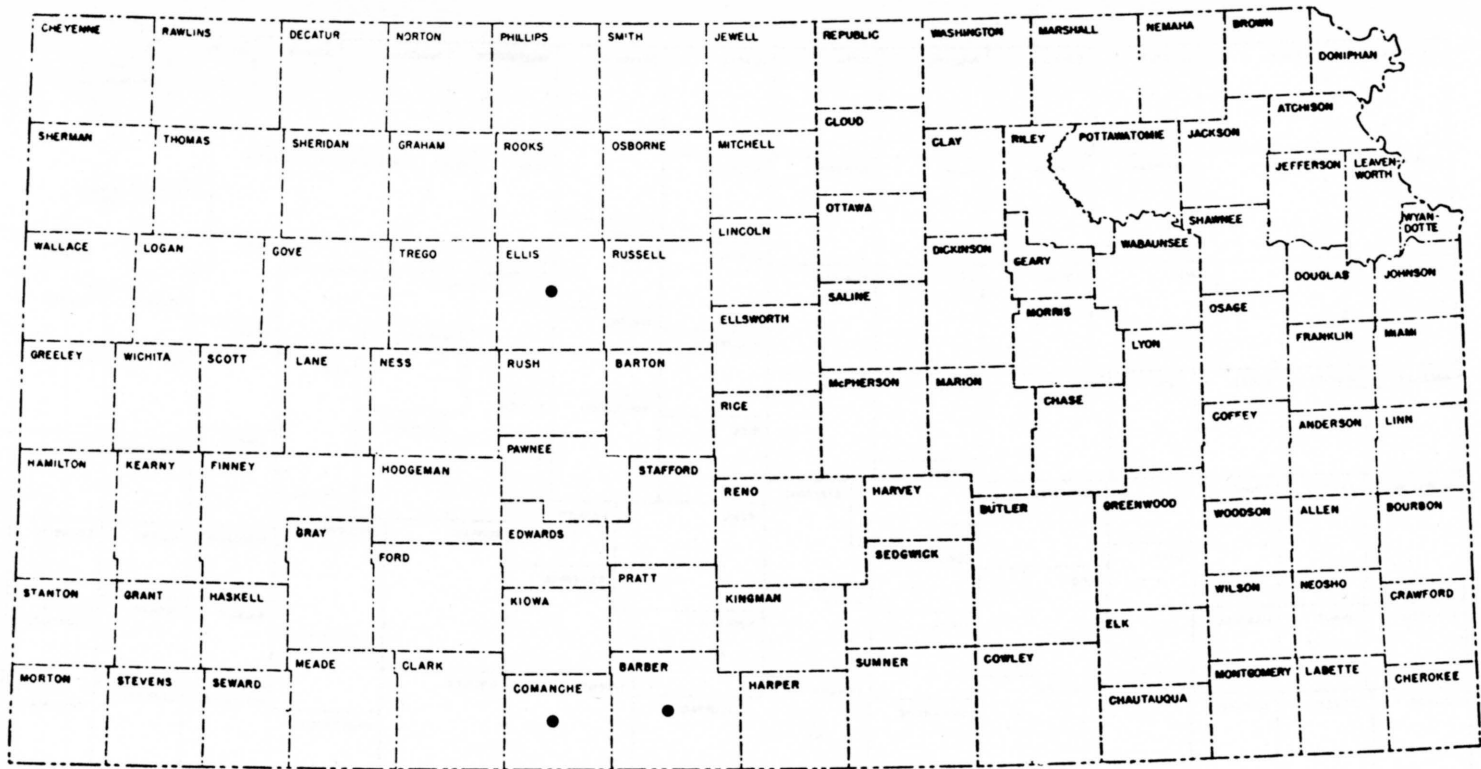 CHEYENNE
RAWLINS
DECATUR
NORTON
PHILLIPS
SMITH
JEWELL
REPUBLIC
WASHINGTON
MARSHALL
NEMAHA
BROWN
DONIPHAN
SHERMAN
THOMAS
SHERIDAN
GRAHAM
ROOKS
OSBORNE
MITCHELL
CLOUD
CLAY
RILEY
POTTAWATOMIE
JACKSON
ATCHISON
JEFFERSON
LEAVEN-
WORTH
WYAN-
DOTTE
WALLACE
LOGAN
GOVE
TREGO
ELLIS
RUSSELL
LINCOLN
OTTAWA
DICKINSON
GEARY
WABAUNSEE
SHAWNEE
DOUGLAS
JOHNSON
ELLSWORTH
SALINE
MORRIS
OSAGE
GREELEY
WICHITA
SCOTT
LANE
NESS
RUSH
BARTON
RICE
McPHERSON
MARION
CHASE
LYON
FRANKLIN
MIAMI
COFFEY
ANDERSON
LINN
HAMILTON
KEARNY
FINNEY
HODGEMAN
PAWNEE
STAFFORD
RENO
HARVEY
BUTLER
GREENWOOD
WOODSON
ALLEN
BOURBON
GRAY
FORD
EDWARDS
PRATT
SEDGWICK
KINGMAN
STANTON
GRANT
HASKELL
KIOWA
ELK
WILSON
NEOSHO
CRAWFORD
MORTON
STEVENS
SEWARD
MEADE
CLARK
COMANCHE
BARBER
HARPER
SUMNER
COWLEY
CHAUTAUQUA
MONTGOMERY
LABETTE
CHEROKEE